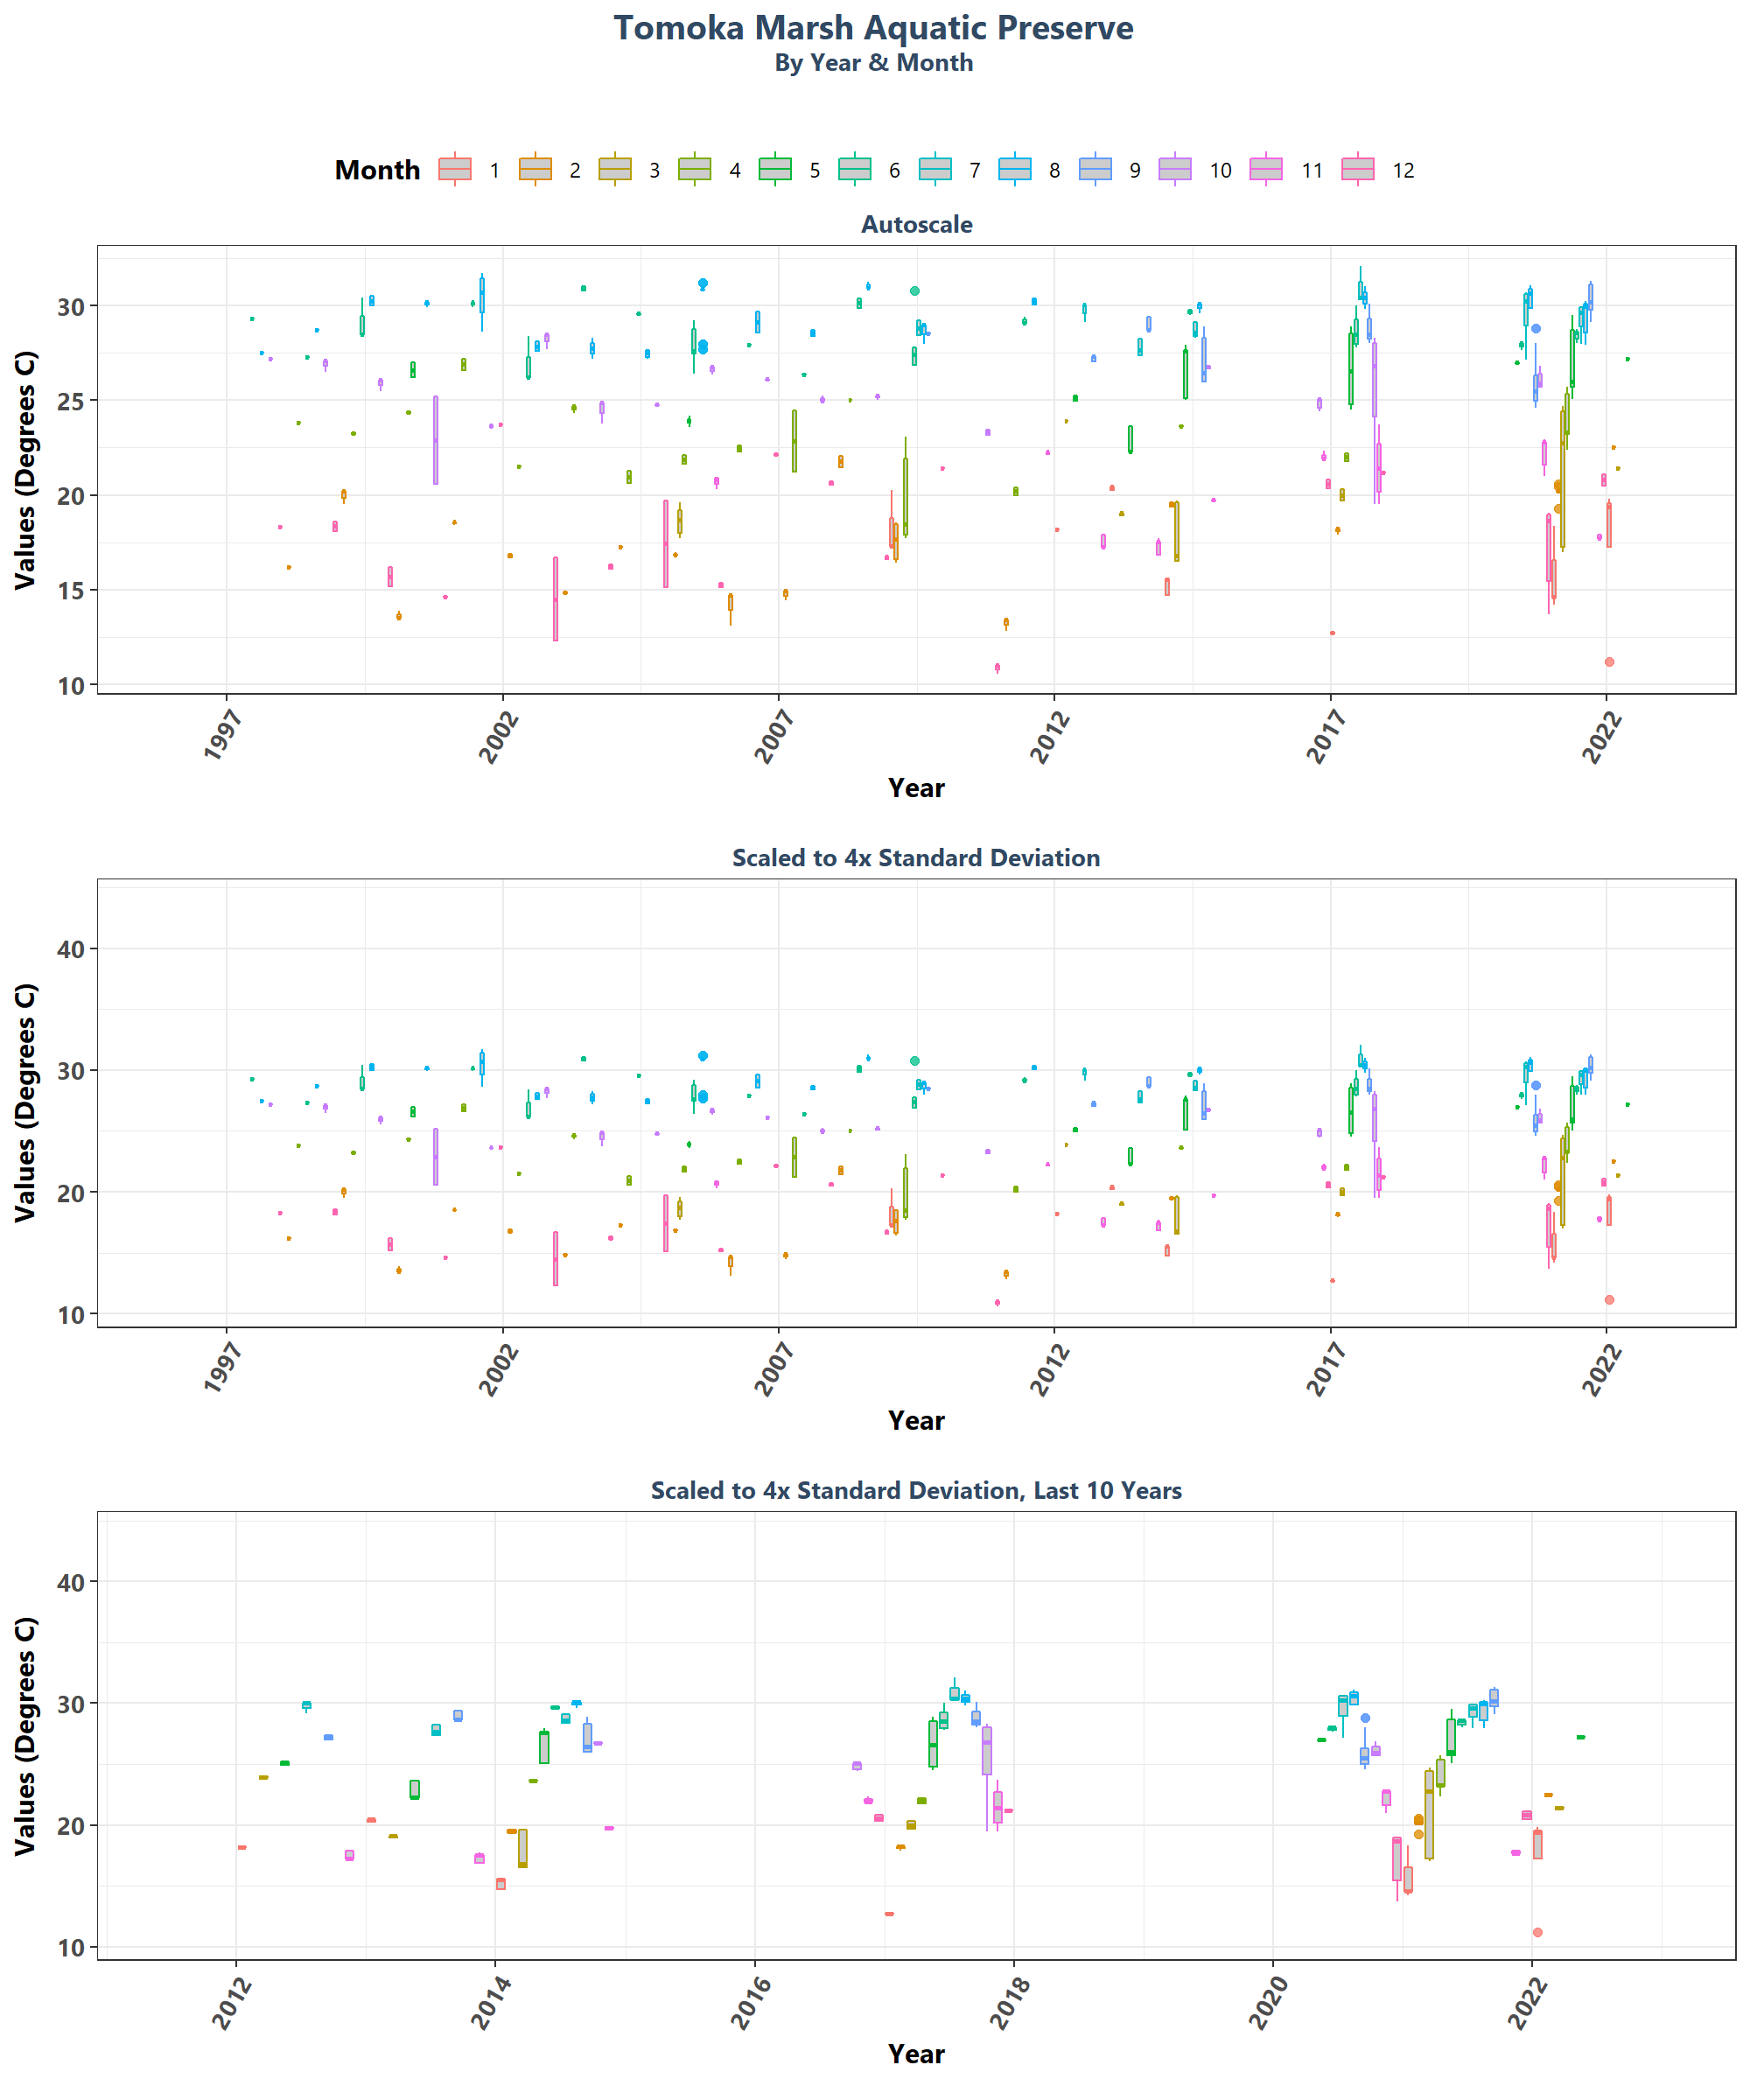 Tomoka Marsh Aquatic Preserve
By Year & Month
Month 1 2 3 4 5 6 7 8 9 10 11 12
Autoscale
Values (Degrees C)
30
25
20
15
10
1997 2002 2007 2012 2017 2022
Year
Scaled to 4x Standard Deviation
Values (Degrees C)
40
30
20
10
1997 2002 2007 2012 2017 2022
Year
Scaled to 4x Standard Deviation, Last 10 Years
Values (Degrees C)
40
30
20
10
2012 2014 2016 2018 2020 2022
Year